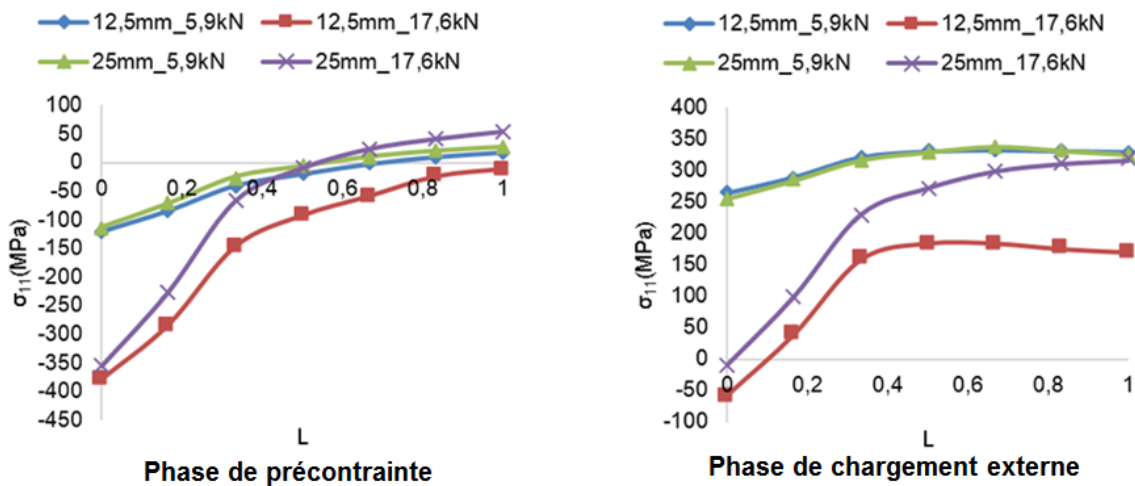 12,5mm_5,9kN 12,5mm_17,6kN
25mm_5,9kN 25mm_17,6kN
100
50
0
-50
-100
-150
-200
-250
-300
-350
-400
-450
0 0,2 0,4 0,6 0,8 1
σ11(MPa)
L
Phase de précontrainte
12,5mm_5,9kN 12,5mm_17,6kN
25mm_5,9kN 25mm_17,6kN
400
350
300
250
200
150
100
50
0
-50
-100
0 0,2 0,4 0,6 0,8 1
σ11(MPa)
L
Phase de chargement externe